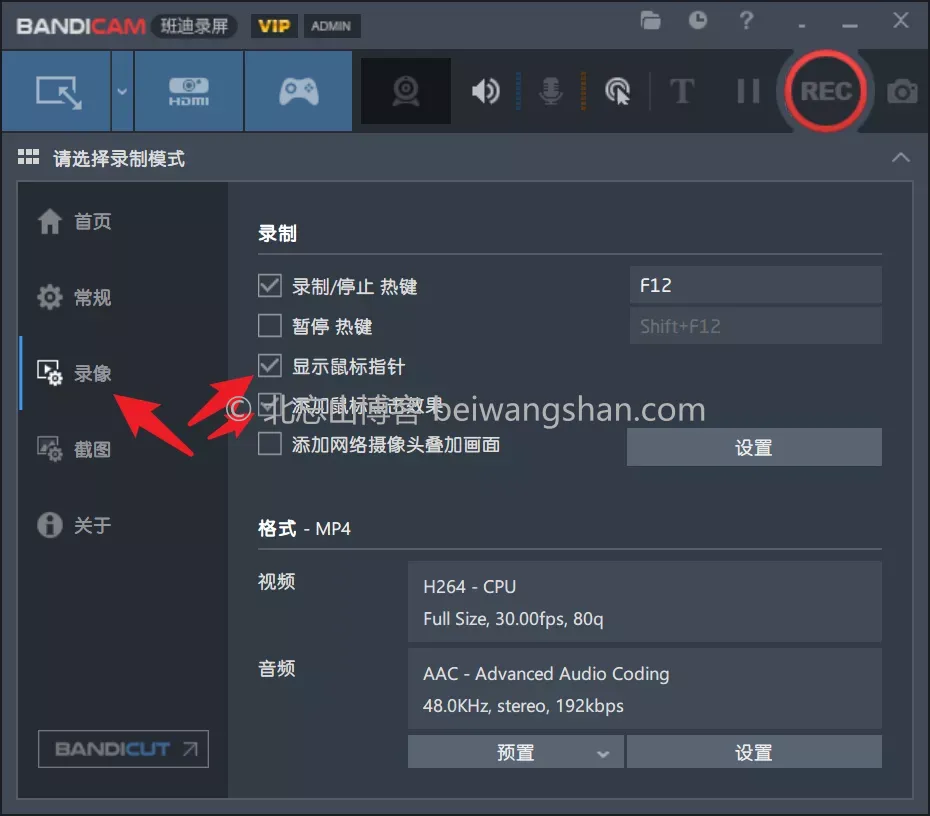 BANDICAM 班迪录屏 VIP ADMIN
HDMI
T REC
请选择录制模式
首页
常规
录像
截图
关于
BANDICUT
录制
录制/停止 热键 F12
暂停 热键 Shift+F12
显示鼠标指针
添加鼠标点击效果
© 北忘山博客 beiwangshan.com
添加网络摄像头叠加画面 设置
格式 - MP4
视频
H264 - CPU
Full Size, 30.00fps, 80q
音频
AAC - Advanced Audio Coding
48.0KHz, stereo, 192kbps
预置 设置